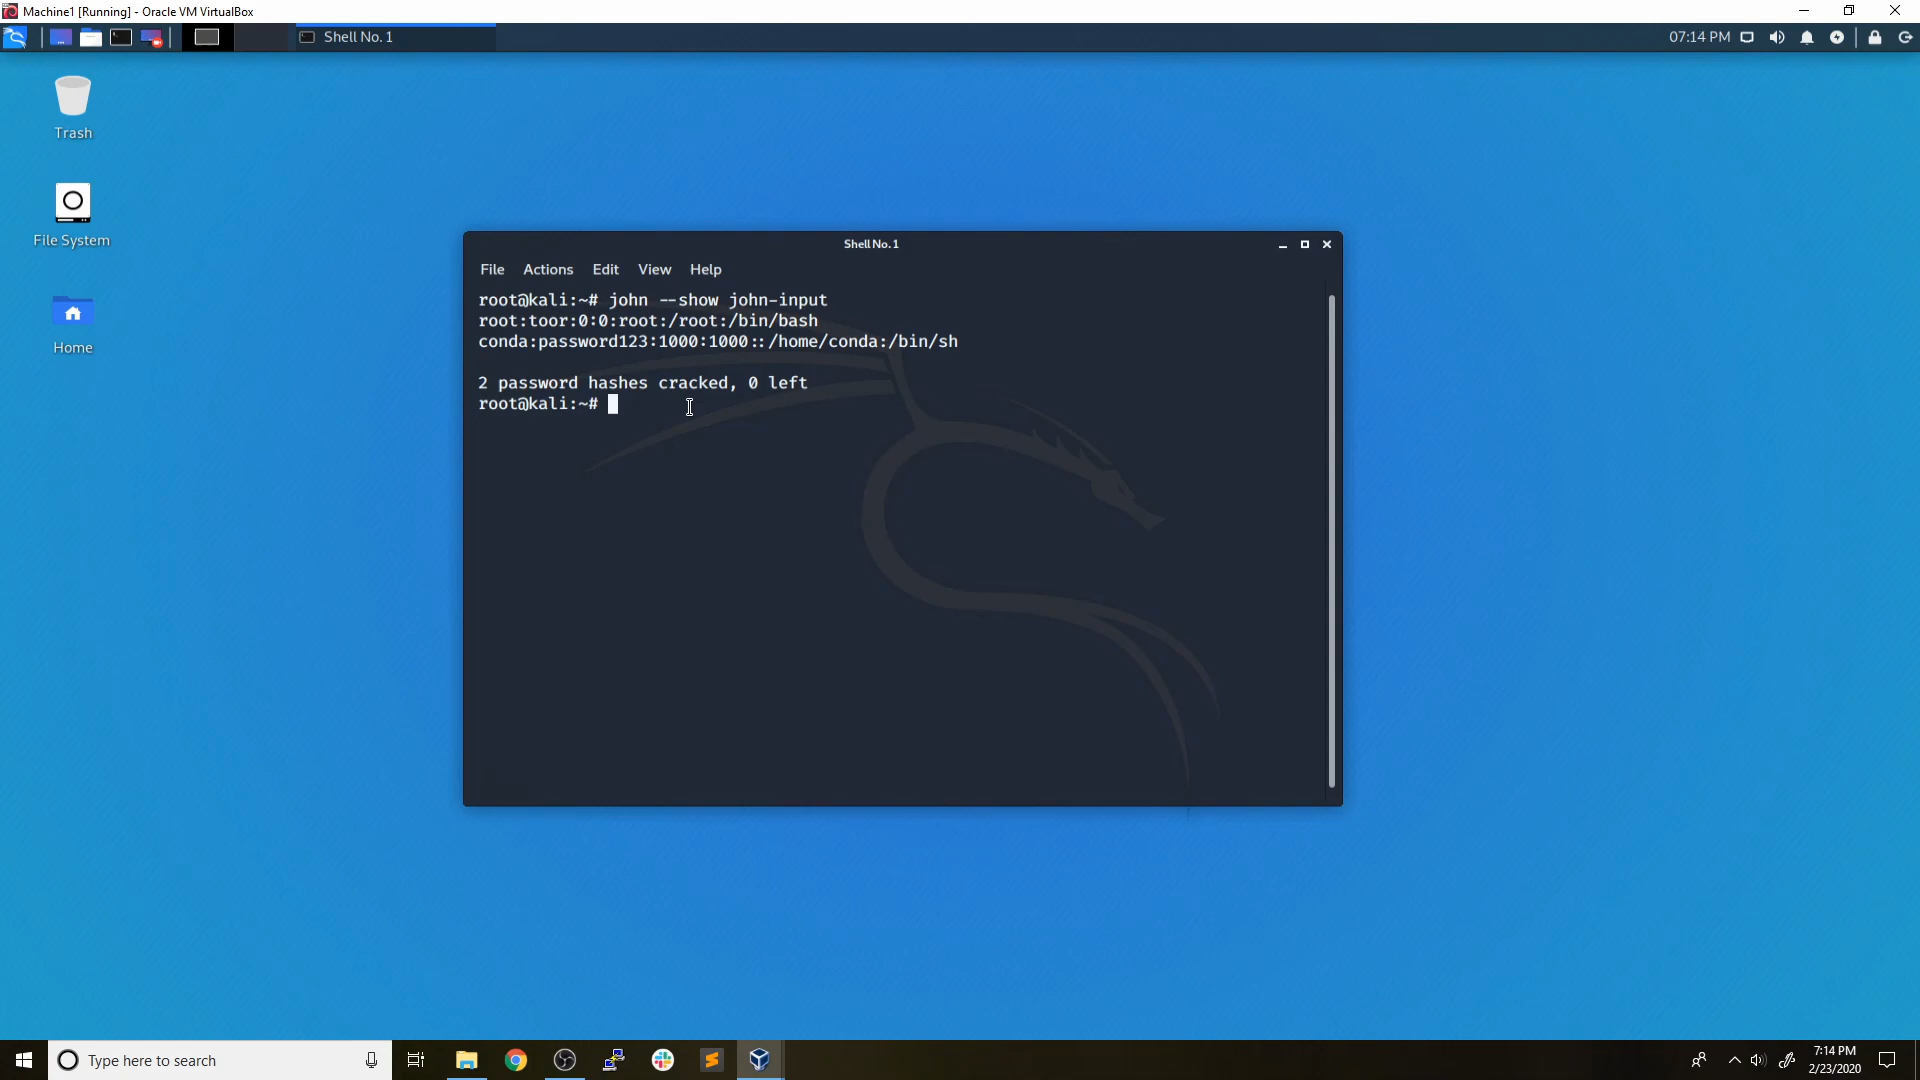 Machine1 [Running] - Oracle VM VirtualBox
Shell No. 1
07:14 PM
Trash
File System
Home
Shell No. 1
File Actions Edit View Help
root@kali:~# john --show john-input
root:toor:0:0:root:/root:/bin/bash
conda:password123:1000:1000::/home/conda:/bin/sh
2 password hashes cracked, 0 left
root@kali:~#
Type here to search
7:14 PM
2/23/2020